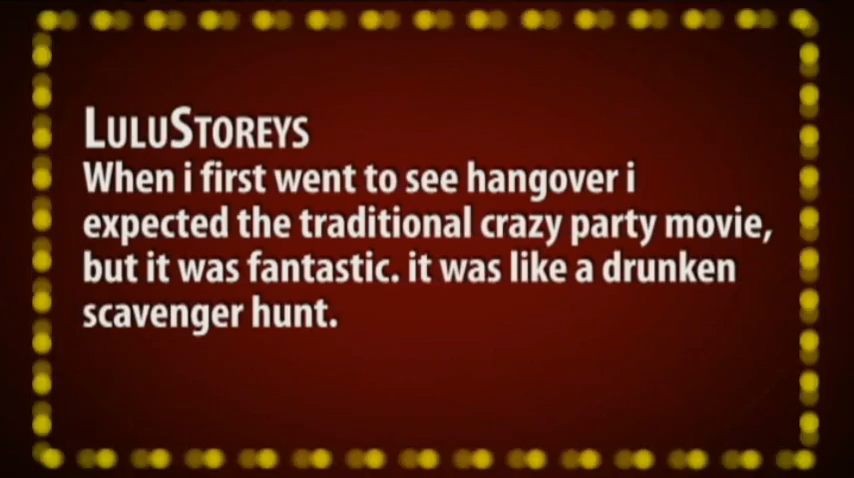 LULUSTOREYS
When i first went to see hangover i
expected the traditional crazy party movie,
but it was fantastic. it was like a drunken
scavenger hunt.